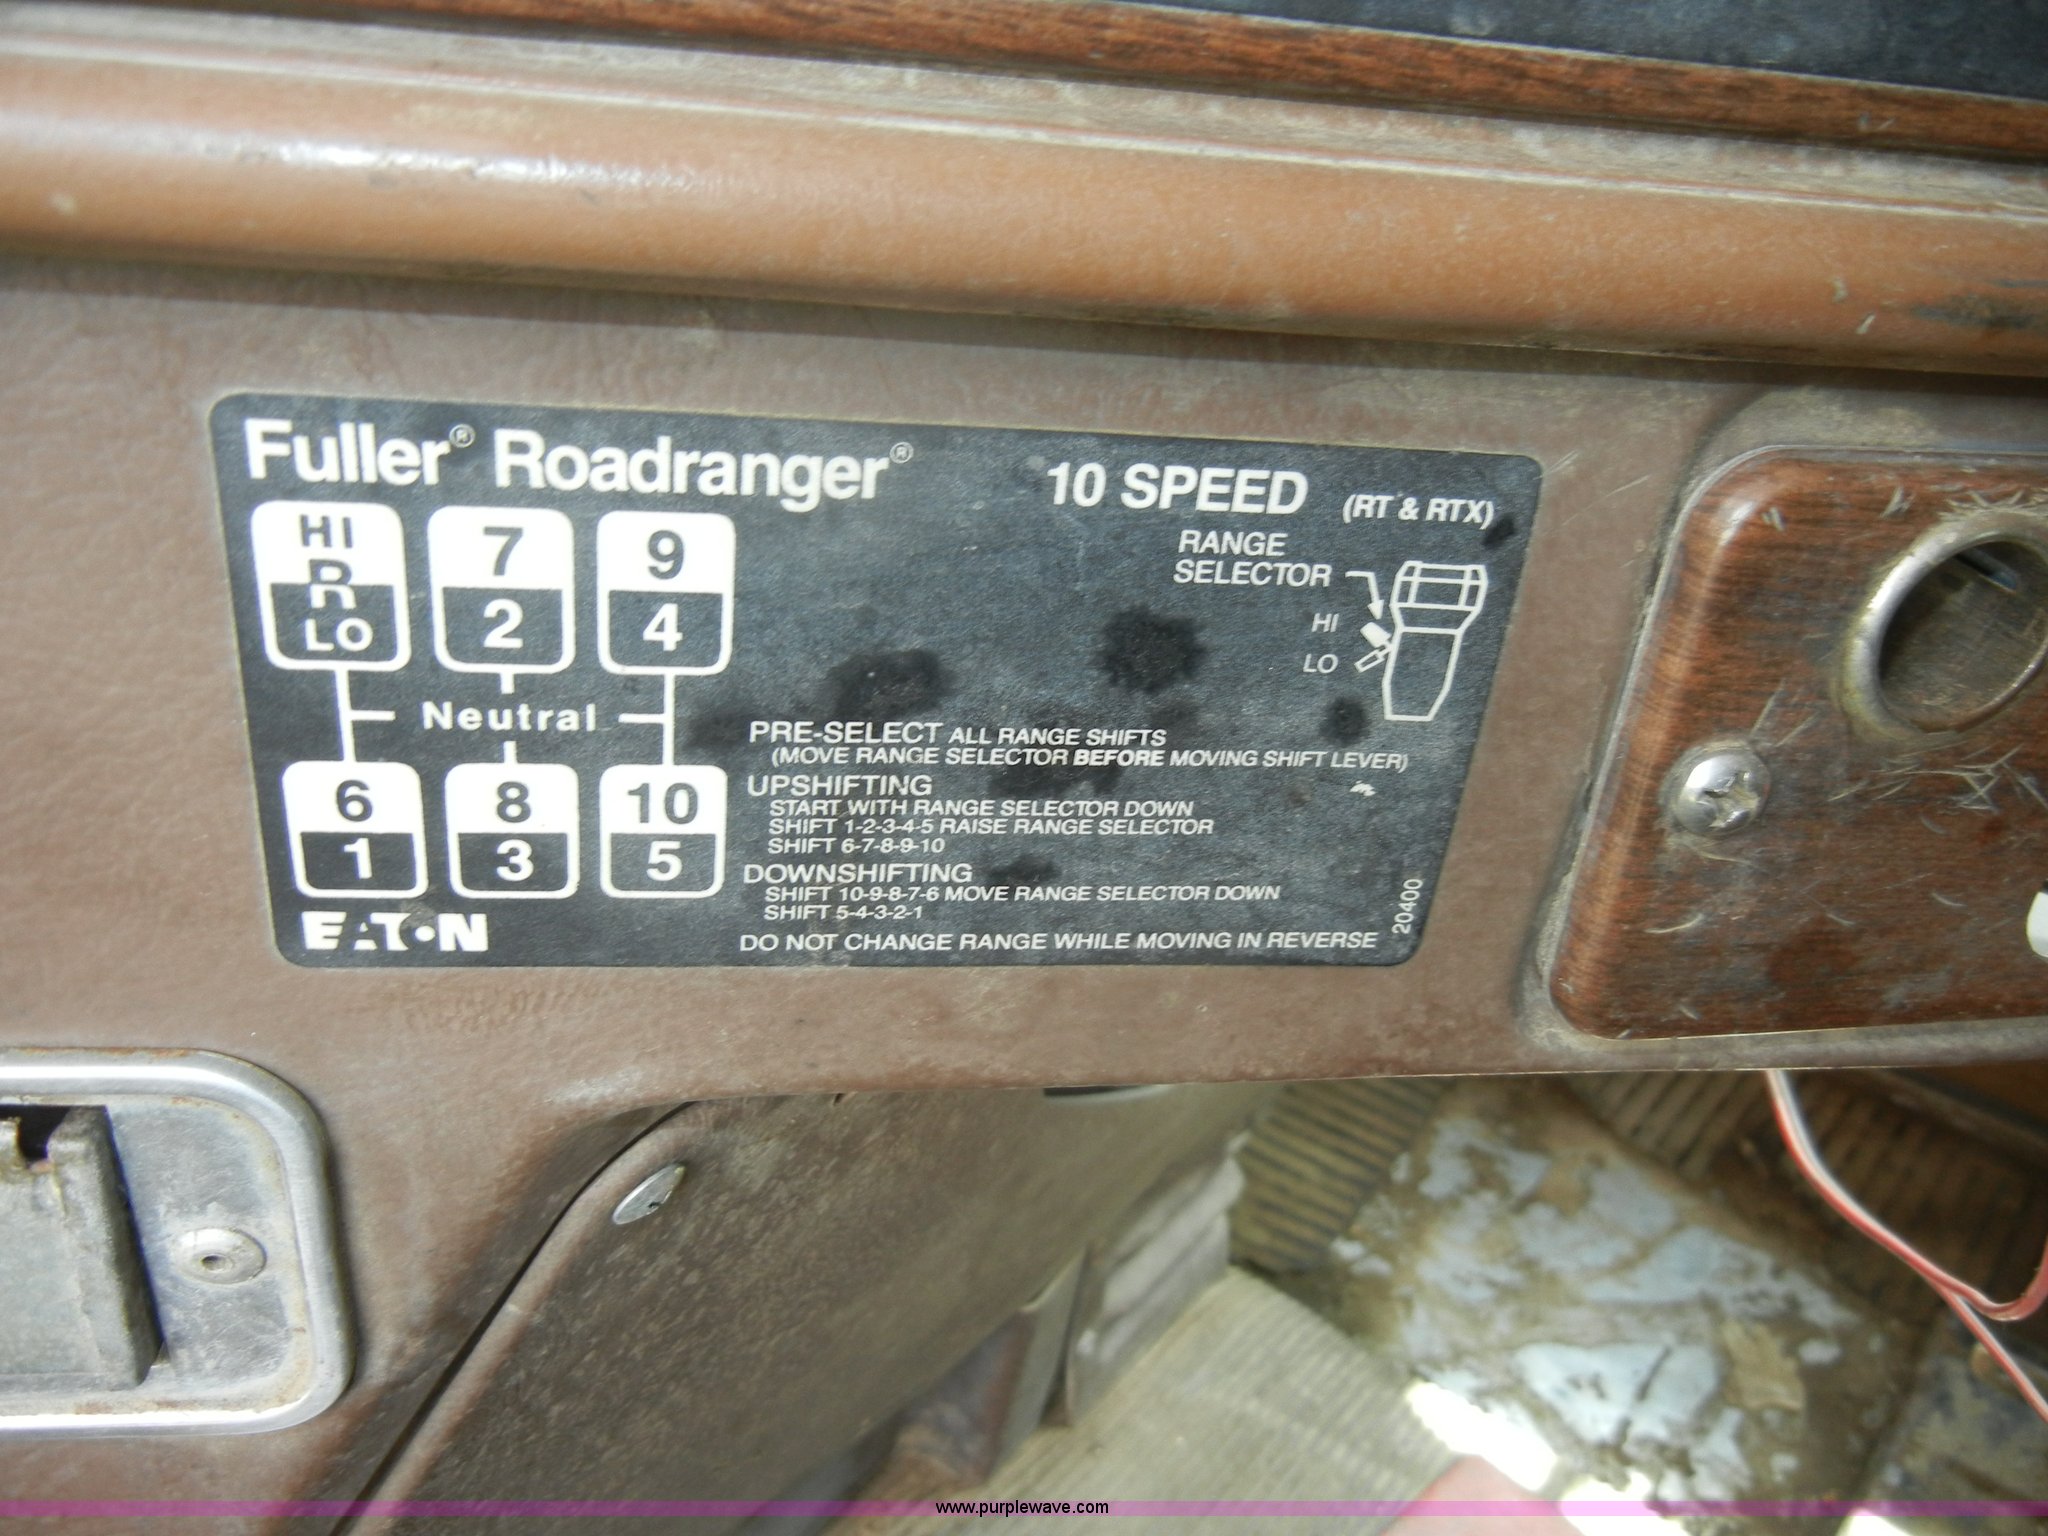 Fuller® Roadranger® 10 SPEED (RT & RTX)
HI
R
LO
7
2
9
4
Neutral
6
1
8
3
10
5
EATON
RANGE
SELECTOR
HI
LO
PRE-SELECT ALL RANGE SHIFTS
(MOVE RANGE SELECTOR BEFORE MOVING SHIFT LEVER)
UPSHIFTING
START WITH RANGE SELECTOR DOWN
SHIFT 1-2-3-4-5 RAISE RANGE SELECTOR
SHIFT 6-7-8-9-10
DOWNSHIFTING
SHIFT 10-9-8-7-6 MOVE RANGE SELECTOR DOWN
SHIFT 5-4-3-2-1
DO NOT CHANGE RANGE WHILE MOVING IN REVERSE
20400
www.purplewave.com